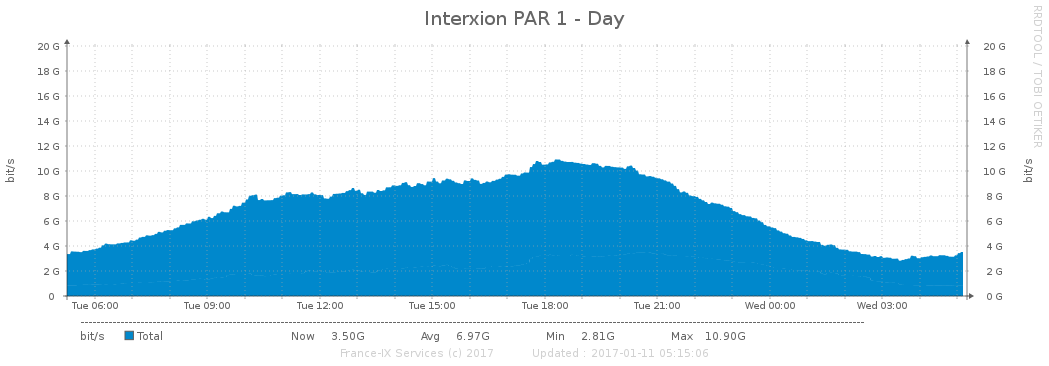 Interxion PAR 1 - Day
RRDTOOL / TOBI OETIKER
bit/s
bit/s
20 G 20 G
18 G 18 G
16 G 16 G
14 G 14 G
12 G 12 G
10 G 10 G
8 G 8 G
6 G 6 G
4 G 4 G
2 G 2 G
0 0 G
Tue 06:00 Tue 09:00 Tue 12:00 Tue 15:00 Tue 18:00 Tue 21:00 Wed 00:00 Wed 03:00
bit/s Total Now 3.50G Avg 6.97G Min 2.81G Max 10.90G
France-IX Services (c) 2017 Updated : 2017-01-11 05:15:06